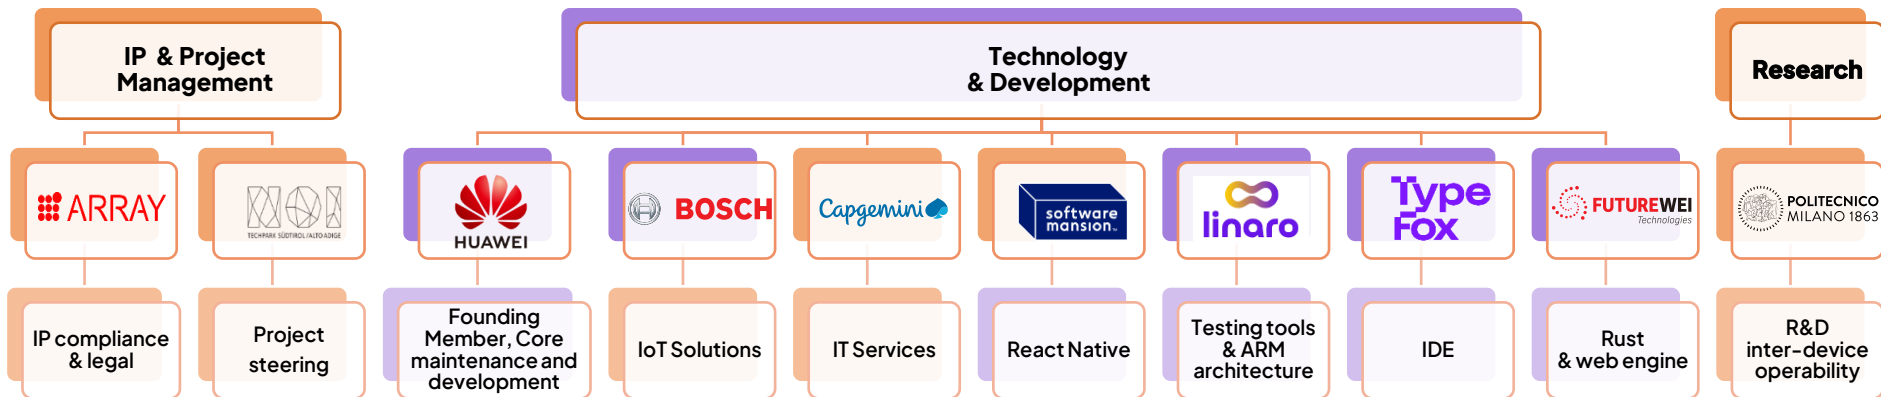 IP & Project
Management
Technology
& Development
Research
ARRAY
NOI
TECHPARK SÜDTIROL/ALTO ADIGE
HUAWEI
BOSCH
Capgemini
software
mansion
linaro
Type
Fox
FUTUREWEI
Technologies
POLITECNICO
MILANO 1863
IP compliance
& legal
Project
steering
Founding
Member, Core
maintenance and
development
IoT Solutions
IT Services
React Native
Testing tools
& ARM
architecture
IDE
Rust
& web engine
R&D
inter-device
operability